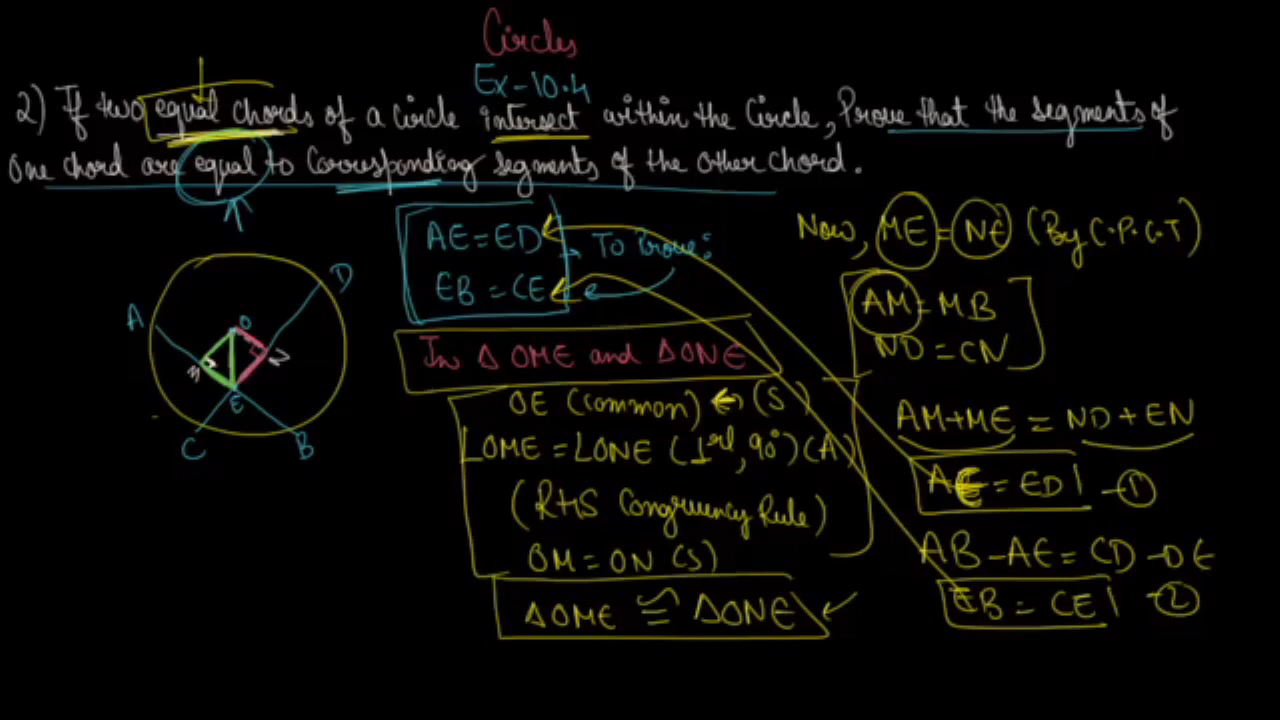 Circles
Ex-10.4
2) If two equal chords of a Circle intersect within the Circle, Prove that the segments of
one chord are equal to Corresponding segments of the other chord.
AE=ED
EB=CE
To Prove:
A
D
O
M
N
E
C
B
In Δ OME and ΔONE
OE (common) (S)
∠OME = ∠ONE (⊥er, 90°) (A)
(RHS Congruency Rule)
OM = ON (S)
ΔOME ≅ ΔONE
Now, ME = NE (By C.P.C.T)
AM = MB
ND = CN
AM+ME = ND+EN
AE = ED -①
AB-AE = CD-DE
EB = CE -②